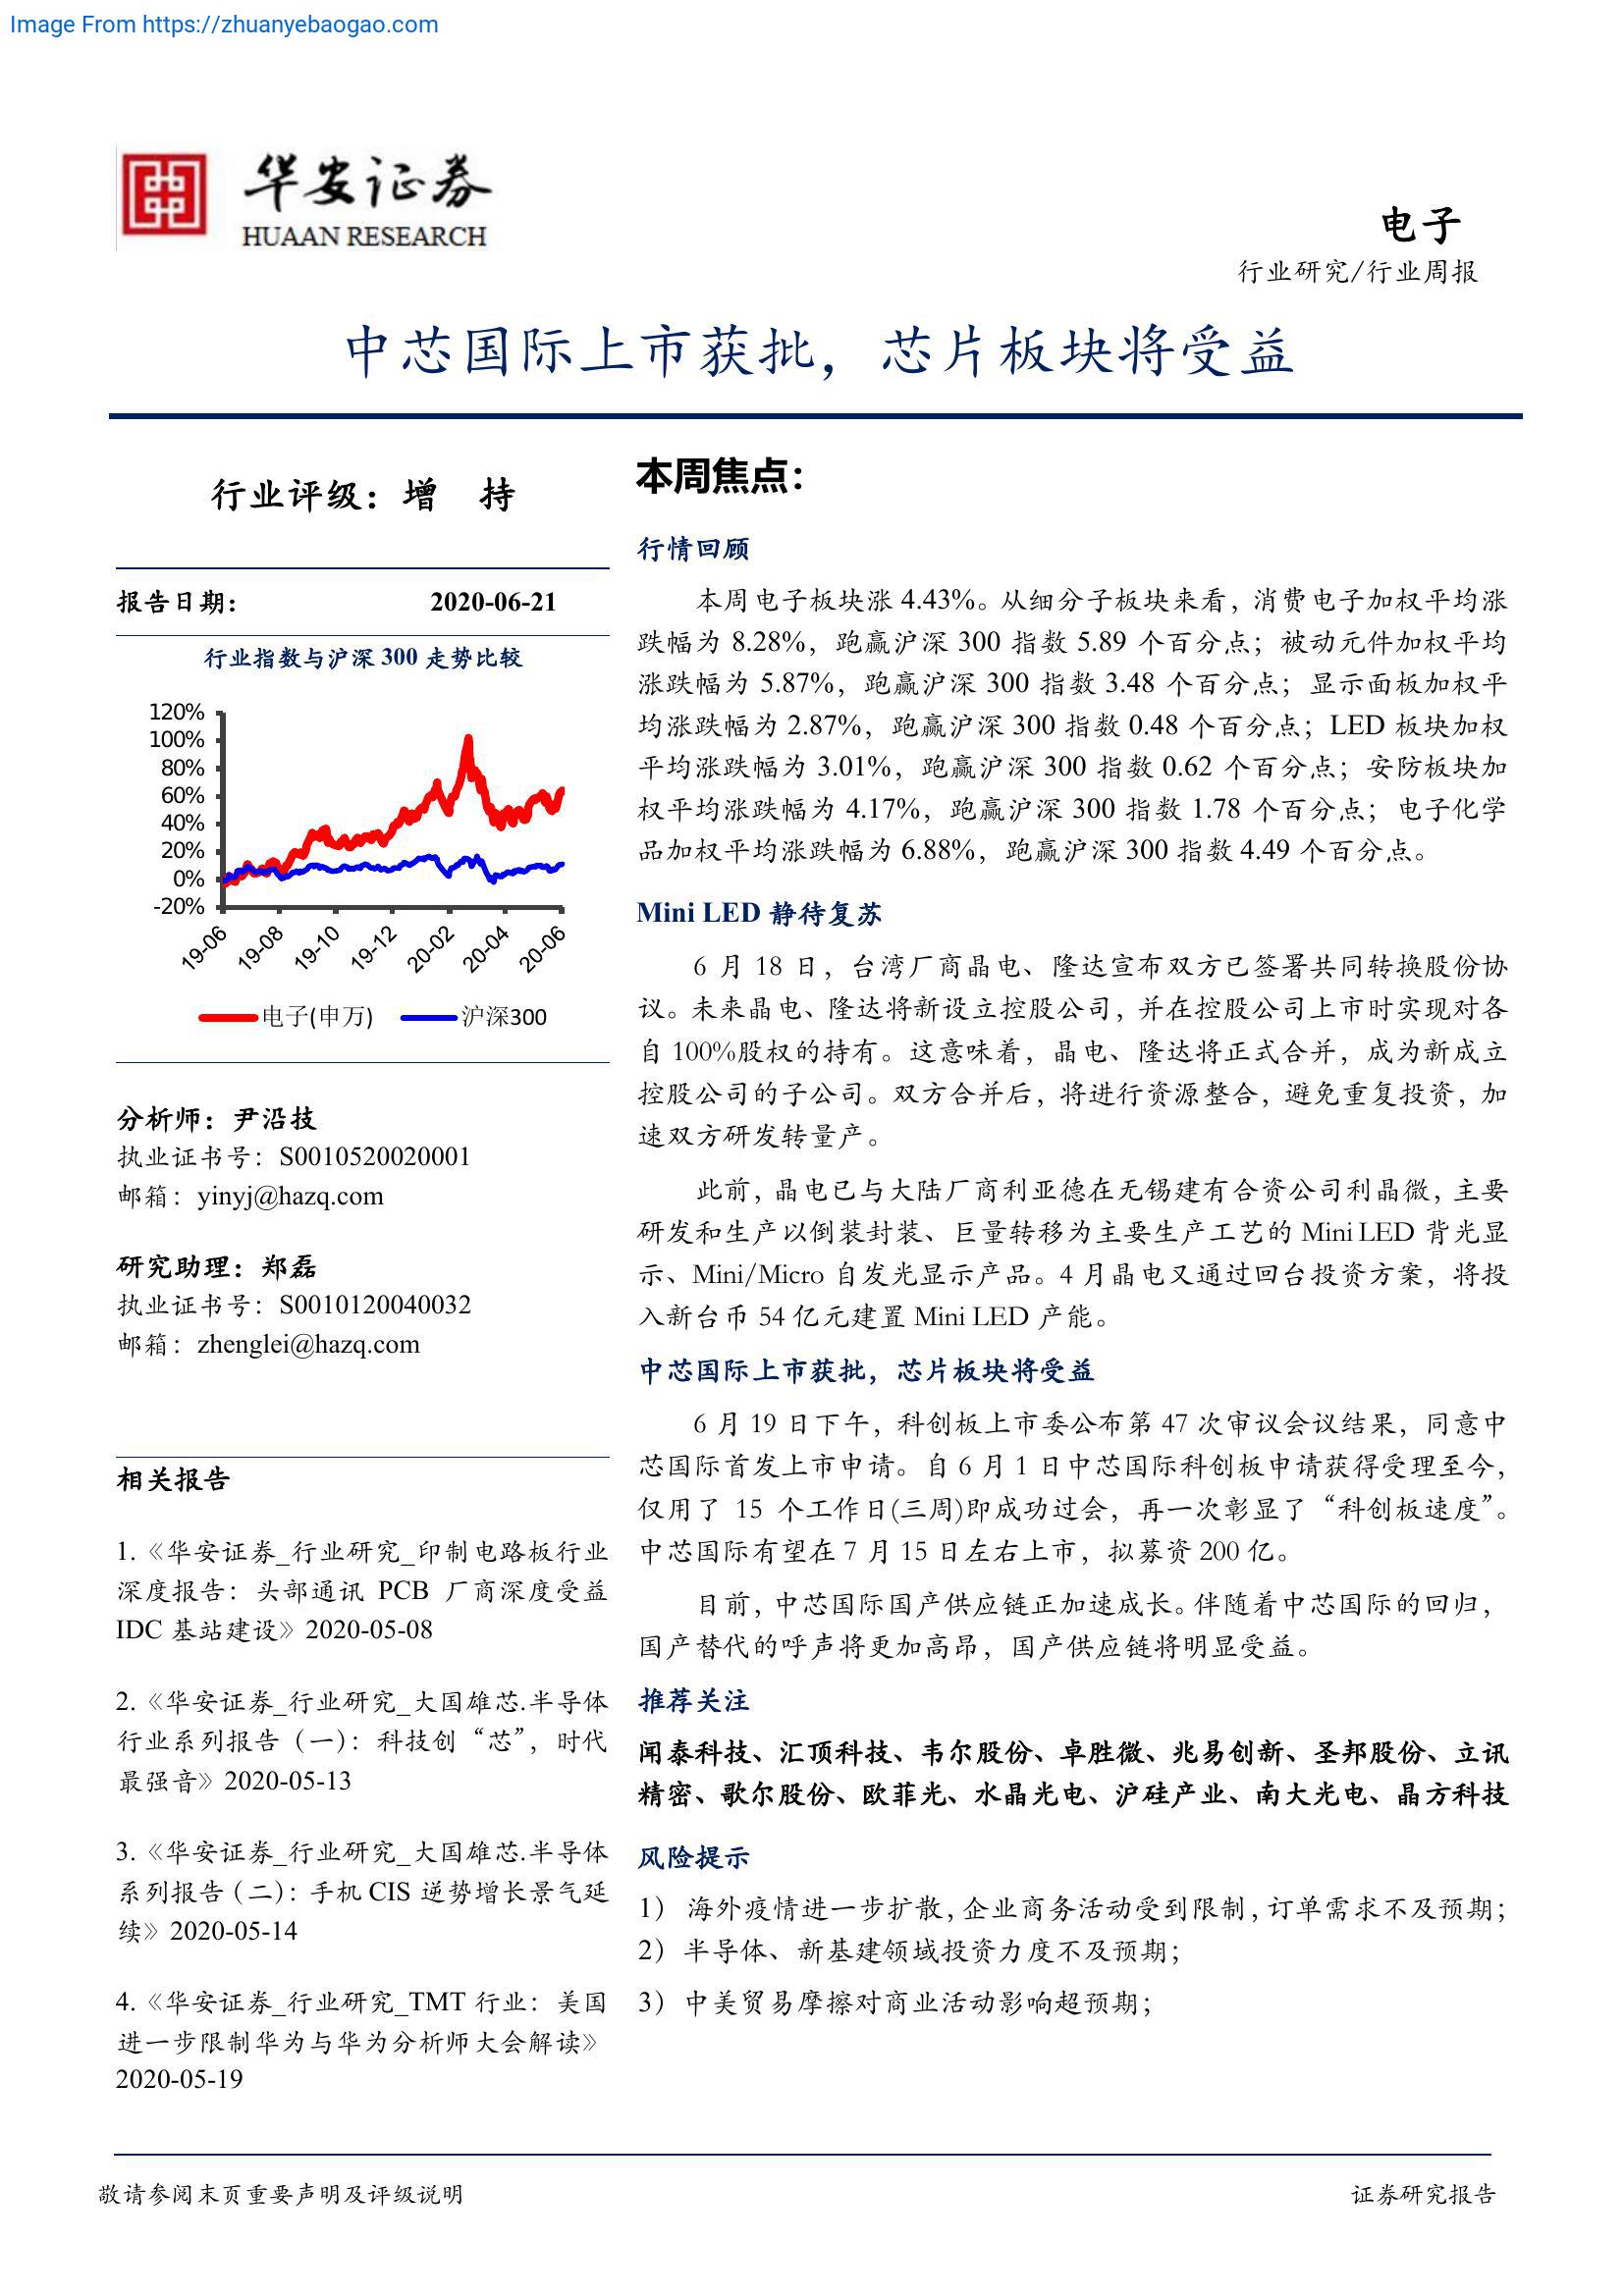 Image From https://zhuanyebaogao.com
华安证券
HUAAN RESEARCH
电子
行业研究/行业周报
中芯国际上市获批，芯片板块将受益
行业评级：增 持
报告日期： 2020-06-21
行业指数与沪深 300 走势比较
120%
100%
80%
60%
40%
20%
0%
-20%
19-06
19-08
19-10
19-12
20-02
20-04
20-06
电子(申万) 沪深300
分析师：尹沿技
执业证书号：S0010520020001
邮箱：yinyj@hazq.com
研究助理：郑磊
执业证书号：S0010120040032
邮箱：zhenglei@hazq.com
相关报告
1.《华安证券_行业研究_印制电路板行业
深度报告：头部通讯 PCB 厂商深度受益
IDC 基站建设》2020-05-08
2.《华安证券_行业研究_大国雄芯.半导体
行业系列报告（一）：科技创“芯”，时代
最强音》2020-05-13
3.《华安证券_行业研究_大国雄芯.半导体
系列报告（二）：手机 CIS 逆势增长景气延
续》2020-05-14
4.《华安证券_行业研究_TMT 行业：美国
进一步限制华为与华为分析师大会解读》
2020-05-19
本周焦点：
行情回顾
本周电子板块涨 4.43%。从细分子板块来看，消费电子加权平均涨
跌幅为 8.28%，跑赢沪深 300 指数 5.89 个百分点；被动元件加权平均
涨跌幅为 5.87%，跑赢沪深 300 指数 3.48 个百分点；显示面板加权平
均涨跌幅为 2.87%，跑赢沪深 300 指数 0.48 个百分点；LED 板块加权
平均涨跌幅为 3.01%，跑赢沪深 300 指数 0.62 个百分点；安防板块加
权平均涨跌幅为 4.17%，跑赢沪深 300 指数 1.78 个百分点；电子化学
品加权平均涨跌幅为 6.88%，跑赢沪深 300 指数 4.49 个百分点。
Mini LED 静待复苏
6 月 18 日，台湾厂商晶电、隆达宣布双方已签署共同转换股份协
议。未来晶电、隆达将新设立控股公司，并在控股公司上市时实现对各
自 100%股权的持有。这意味着，晶电、隆达将正式合并，成为新成立
控股公司的子公司。双方合并后，将进行资源整合，避免重复投资，加
速双方研发转量产。
此前，晶电已与大陆厂商利亚德在无锡建有合资公司利晶微，主要
研发和生产以倒装封装、巨量转移为主要生产工艺的 Mini LED 背光显
示、Mini/Micro 自发光显示产品。4 月晶电又通过回台投资方案，将投
入新台币 54 亿元建置 Mini LED 产能。
中芯国际上市获批，芯片板块将受益
6 月 19 日下午，科创板上市委公布第 47 次审议会议结果，同意中
芯国际首发上市申请。自 6 月 1 日中芯国际科创板申请获得受理至今，
仅用了 15 个工作日(三周)即成功过会，再一次彰显了“科创板速度”。
中芯国际有望在 7 月 15 日左右上市，拟募资 200 亿。
目前，中芯国际国产供应链正加速成长。伴随着中芯国际的回归，
国产替代的呼声将更加高昂，国产供应链将明显受益。
推荐关注
闻泰科技、汇顶科技、韦尔股份、卓胜微、兆易创新、圣邦股份、立讯
精密、歌尔股份、欧菲光、水晶光电、沪硅产业、南大光电、晶方科技
风险提示
1） 海外疫情进一步扩散，企业商务活动受到限制，订单需求不及预期；
2） 半导体、新基建领域投资力度不及预期；
3） 中美贸易摩擦对商业活动影响超预期；
敬请参阅末页重要声明及评级说明
证券研究报告